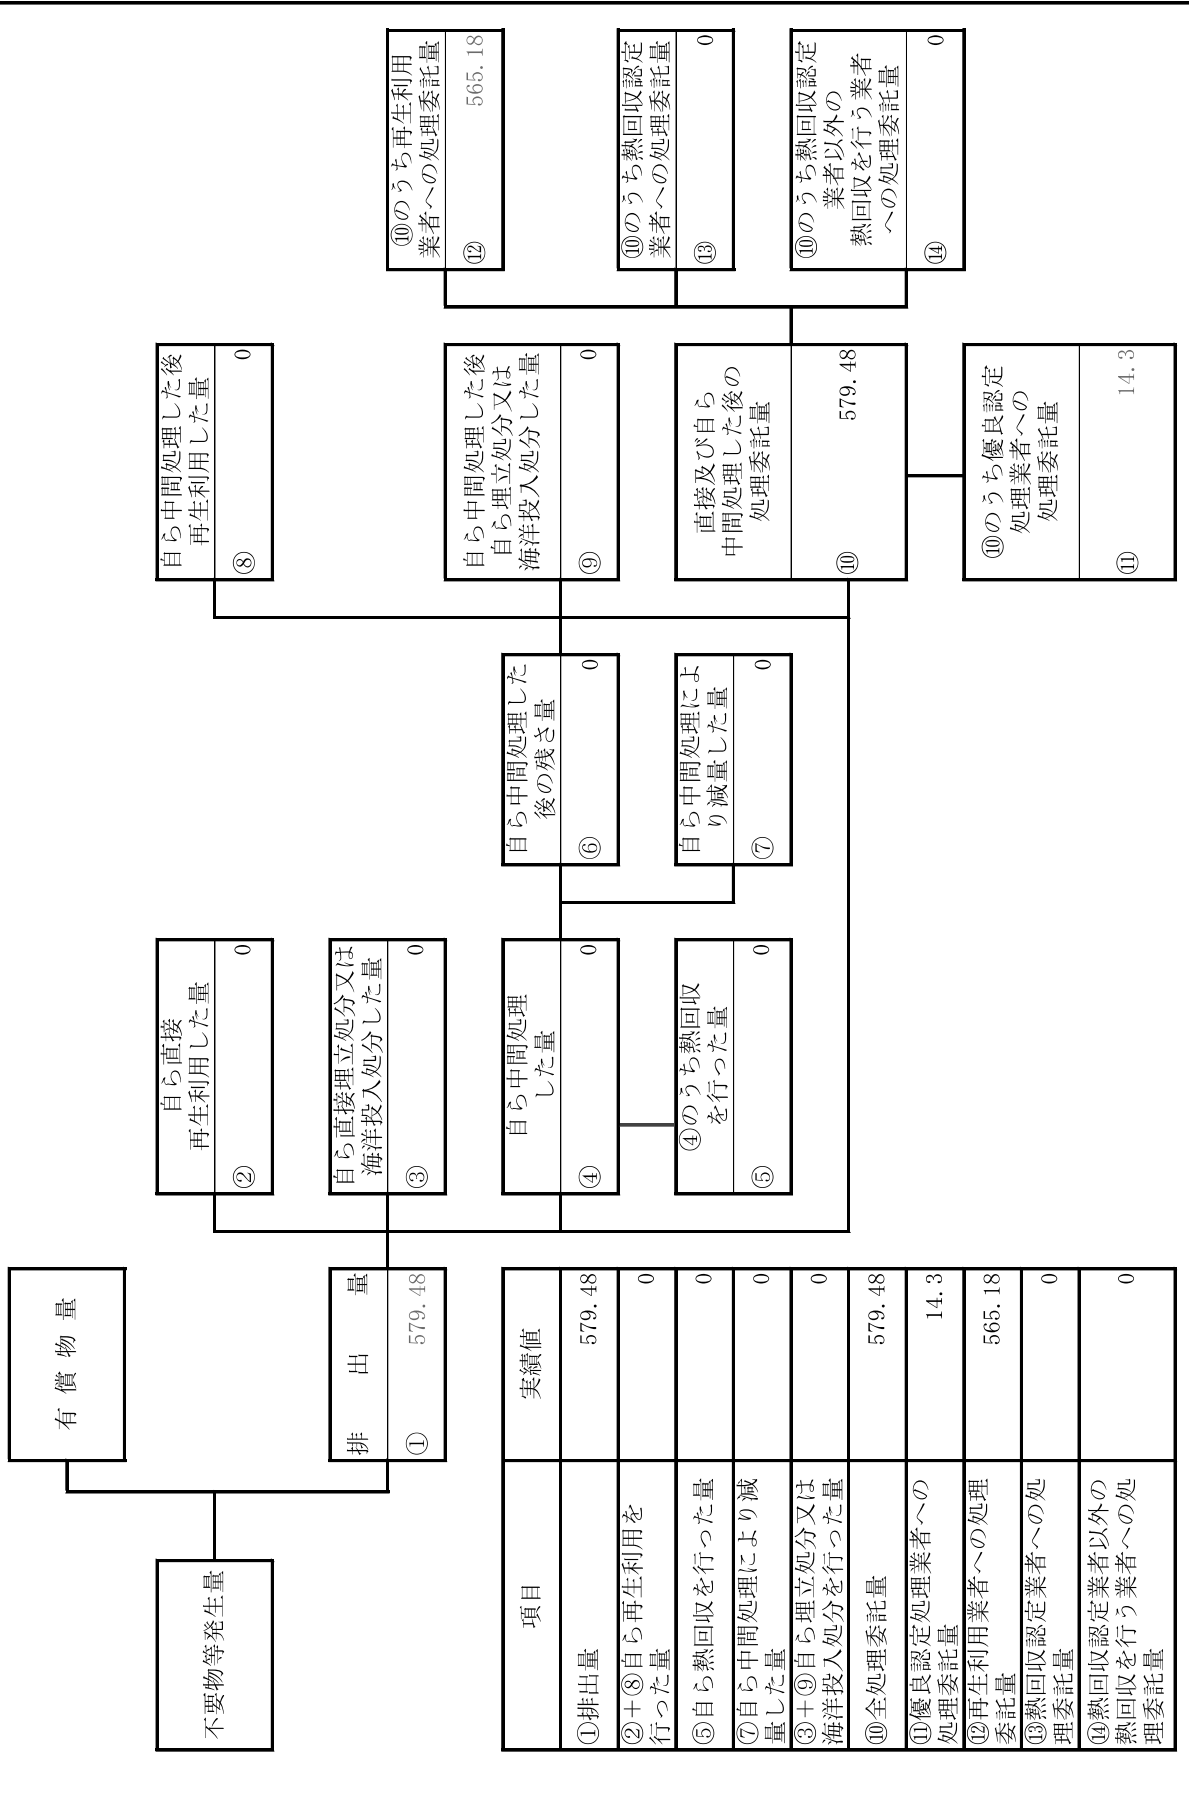 不要物等発生量
有 償 物 量
排 出 量
① 579.48
自ら直接
再生利用した量
② 0
自ら直接埋立処分又は
海洋投入処分した量
③ 0
自ら中間処理
した量
④ 0
④のうち熱回収
を行った量
⑤ 0
自ら中間処理した
後の残さ量
⑥ 0
自ら中間処理によ
り減量した量
⑦ 0
自ら中間処理した後
再生利用した量
⑧ 0
自ら中間処理した後
自ら埋立処分又は
海洋投入処分した量
⑨ 0
直接及び自ら
中間処理した後の
処理委託量
⑩ 579.48
⑩のうち優良認定
処理業者への
処理委託量
⑪ 14.3
⑩のうち再生利用
業者への処理委託量
⑫ 565.18
⑩のうち熱回収認定
業者への処理委託量
⑬ 0
⑩のうち熱回収認定
業者以外の
熱回収を行う業者
への処理委託量
⑭ 0
項目 実績値
①排出量 579.48
②+⑧自ら再生利用を
行った量 0
⑤自ら熱回収を行った量 0
⑦自ら中間処理により減
量した量 0
③+⑨自ら埋立処分又は
海洋投入処分を行った量 0
⑩全処理委託量 579.48
⑪優良認定処理業者への
処理委託量 14.3
⑫再生利用業者への処理
委託量 565.18
⑬熱回収認定業者への処
理委託量 0
⑭熱回収認定業者以外の
熱回収を行う業者への処
理委託量 0